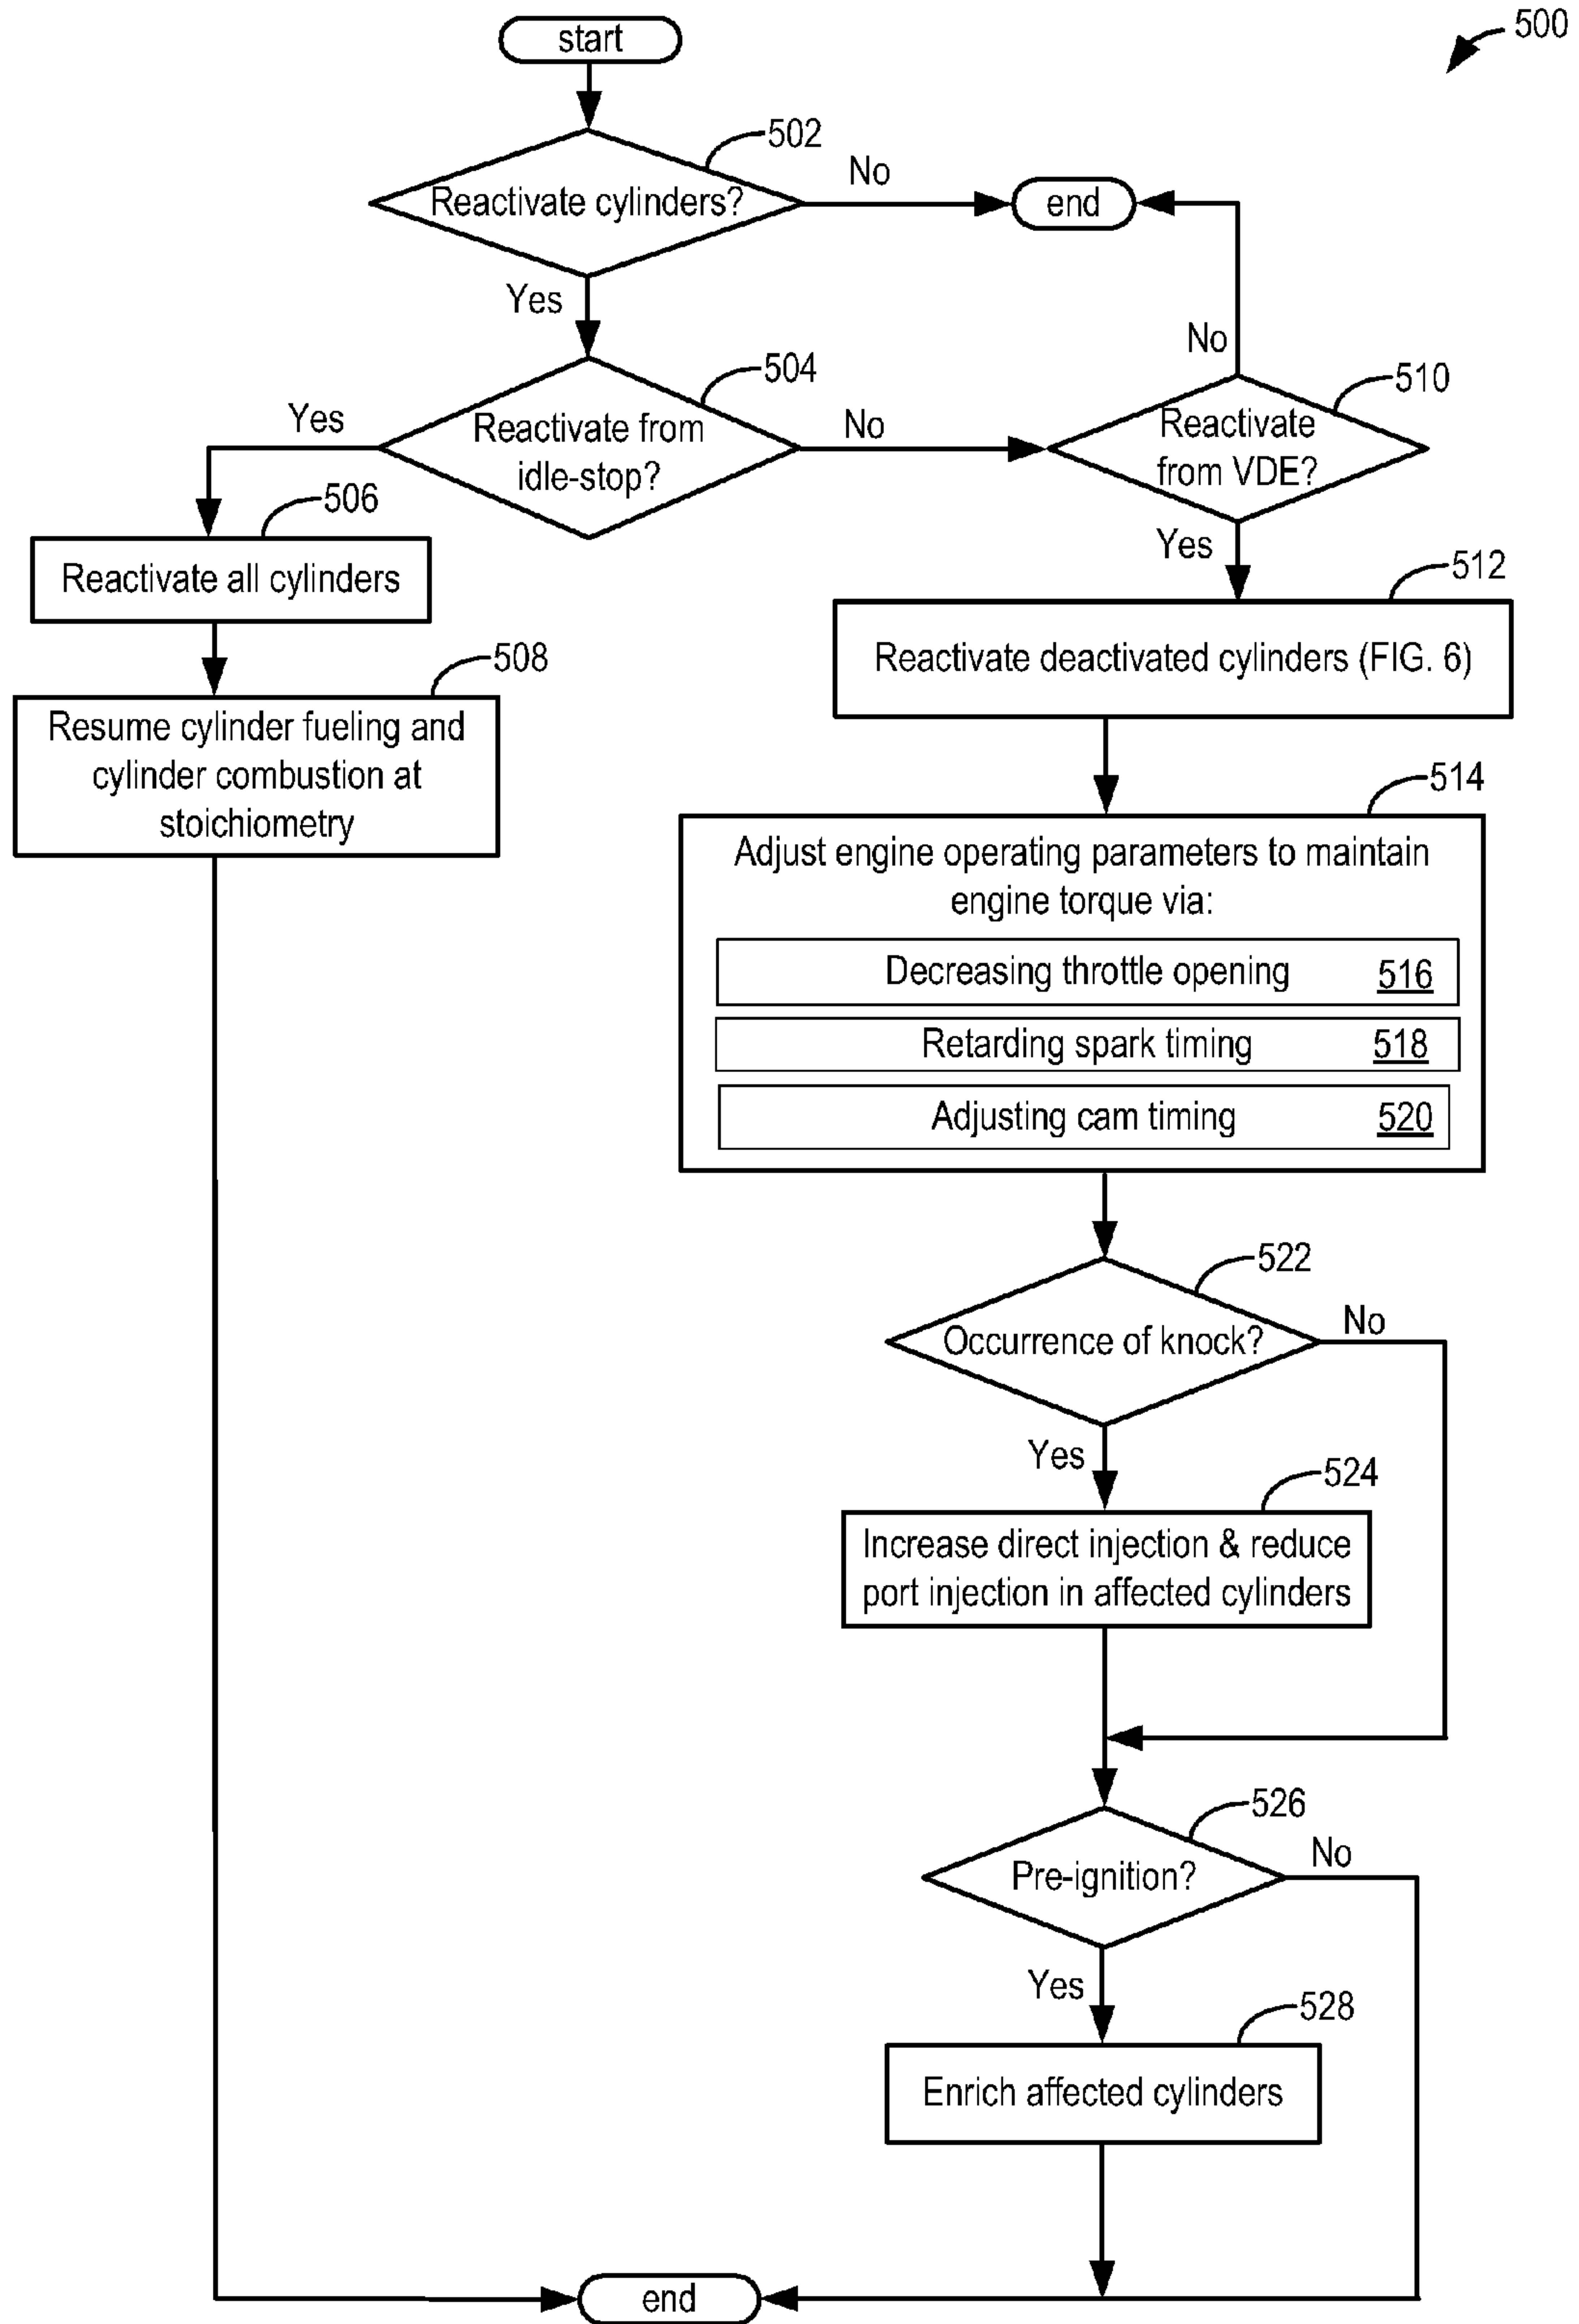 500
start
502
Reactivate cylinders?
No
end
Yes
504
Reactivate from
idle-stop?
Yes
No
510
Reactivate
from VDE?
No
Yes
506
Reactivate all cylinders
508
Resume cylinder fueling and
cylinder combustion at
stoichiometry
512
Reactivate deactivated cylinders (FIG. 6)
514
Adjust engine operating parameters to maintain
engine torque via:
Decreasing throttle opening 516
Retarding spark timing 518
Adjusting cam timing 520
522
Occurrence of knock?
No
Yes
524
Increase direct injection & reduce
port injection in affected cylinders
526
Pre-ignition?
No
Yes
528
Enrich affected cylinders
end